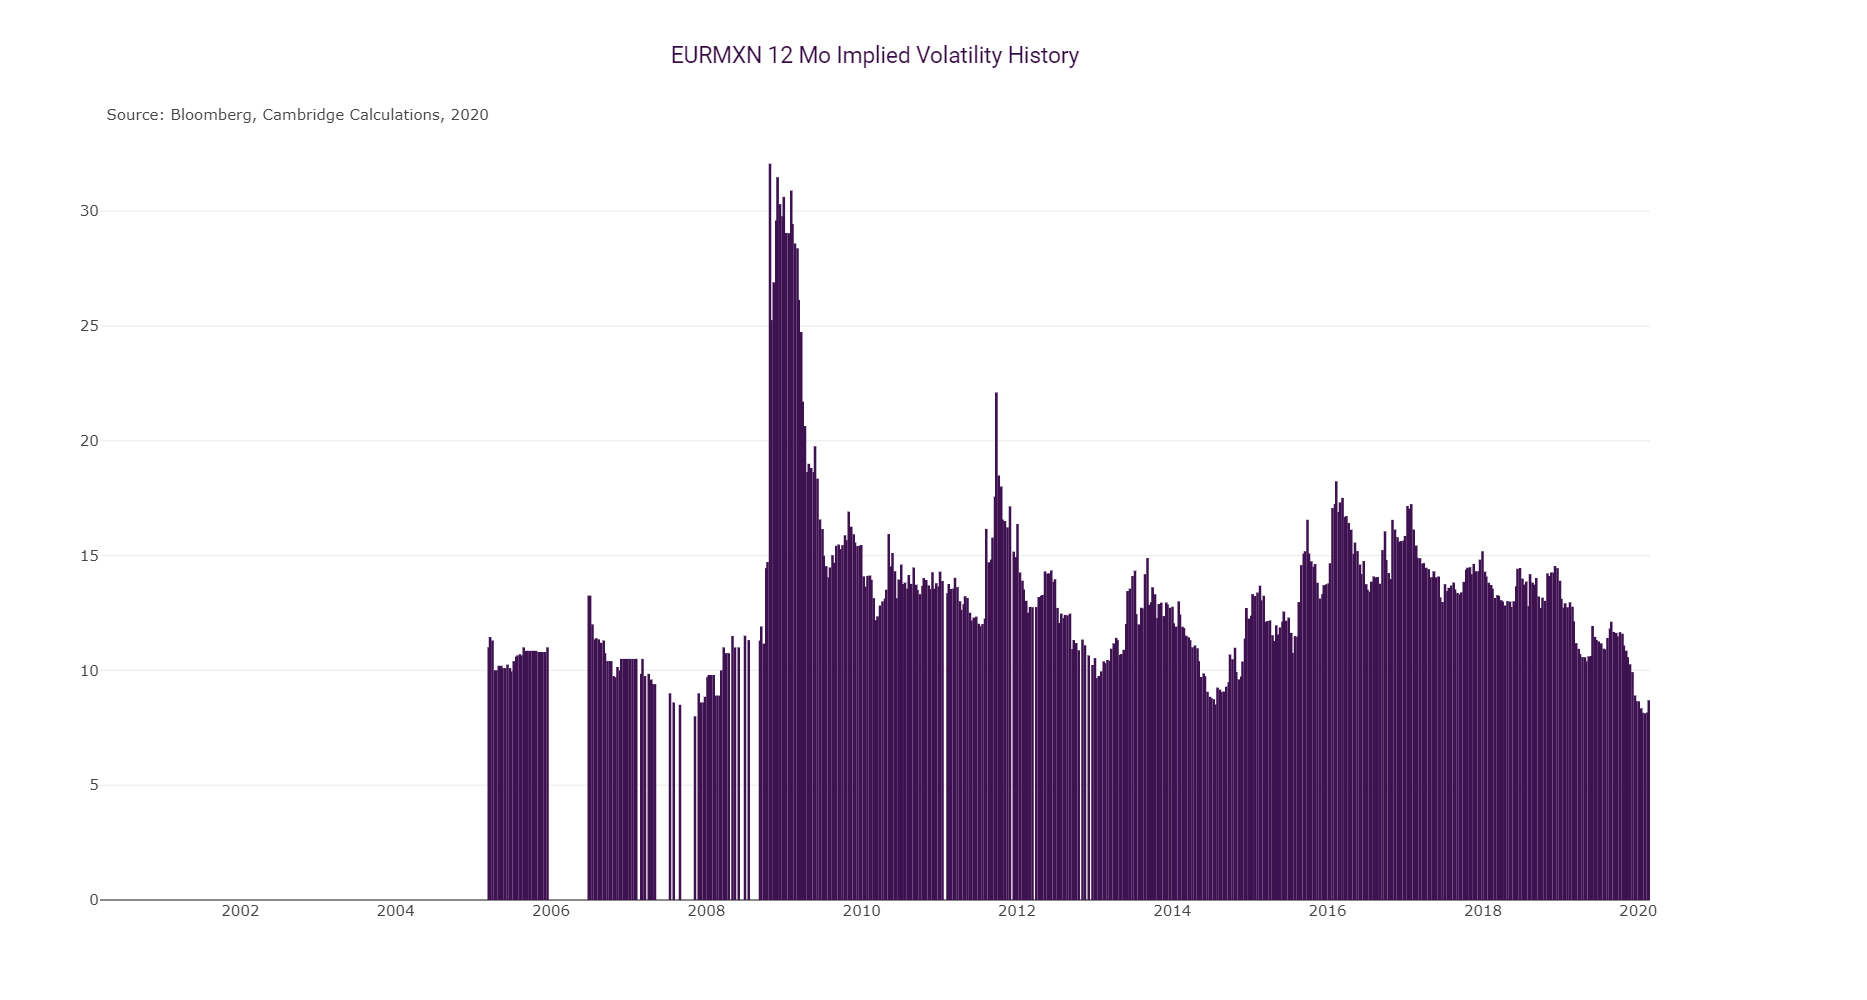 EURMXN 12 Mo Implied Volatility History
Source: Bloomberg, Cambridge Calculations, 2020
30
25
20
15
10
5
0
2002 2004 2006 2008 2010 2012 2014 2016 2018 2020